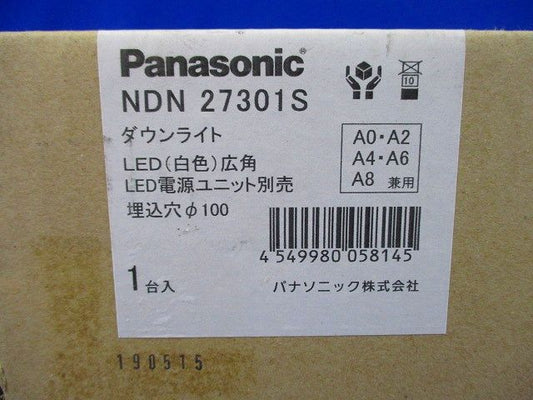 Panasonic
NDN 27301S
ダウンライト
LED(白色)広角
LED電源ユニット別売
埋込穴φ100
1台入
10
A0・A2
A4・A6
A8 兼用
4 549980 058145
パナソニック株式会社
190515